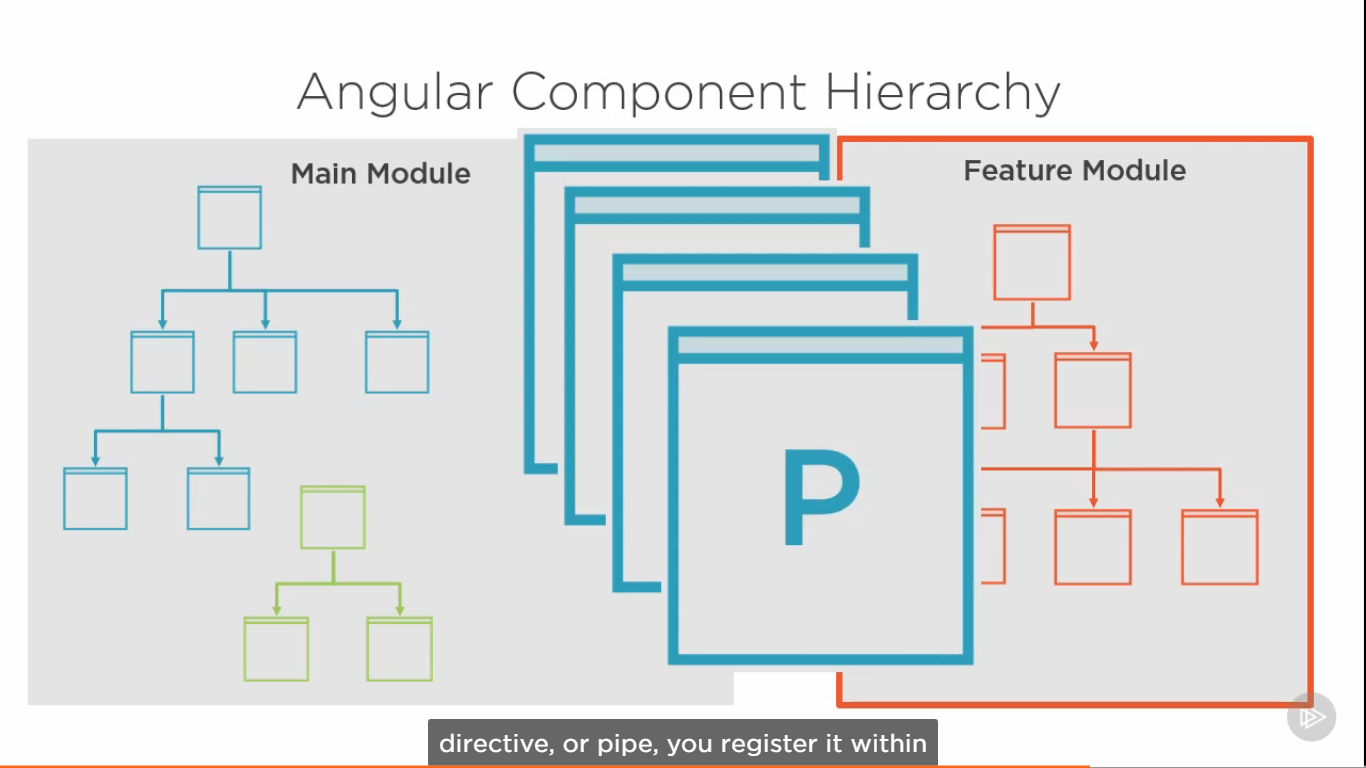 Angular Component Hierarchy
Main Module
Feature Module
P
directive, or pipe, you register it within